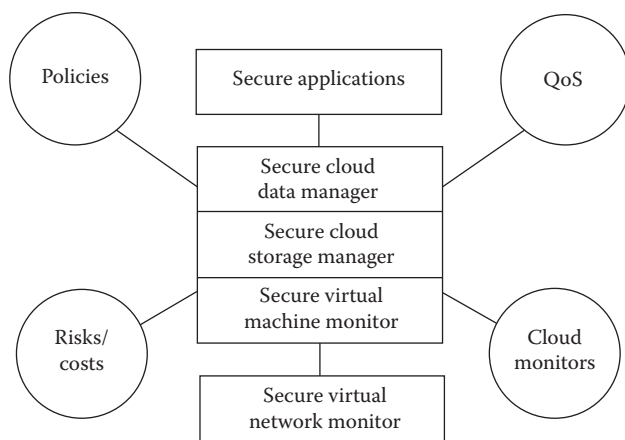 Policies
Secure applications
QoS
Secure cloud
data manager
Secure cloud
storage manager
Secure virtual
machine monitor
Risks/
costs
Cloud
monitors
Secure virtual
network monitor